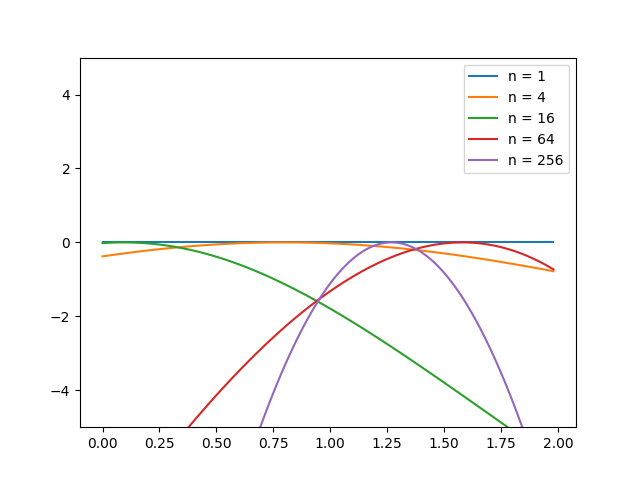 n = 1
n = 4
n = 16
n = 64
n = 256
4
2
0
−2
−4
0.00 0.25 0.50 0.75 1.00 1.25 1.50 1.75 2.00